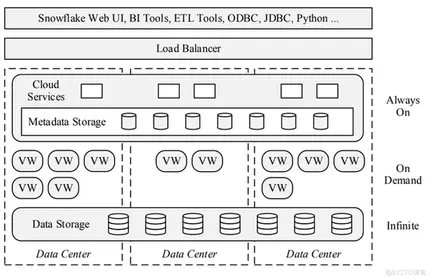 Snowflake Web UI, BI Tools, ETL Tools, ODBC, JDBC, Python ...
Load Balancer
Cloud
Services
Always
On
Metadata Storage
VW VW VW VW VW VW VW VW
On
Demand
VW VW VW
Data Storage
Infinite
Data Center Data Center Data Center
@51CTO博客